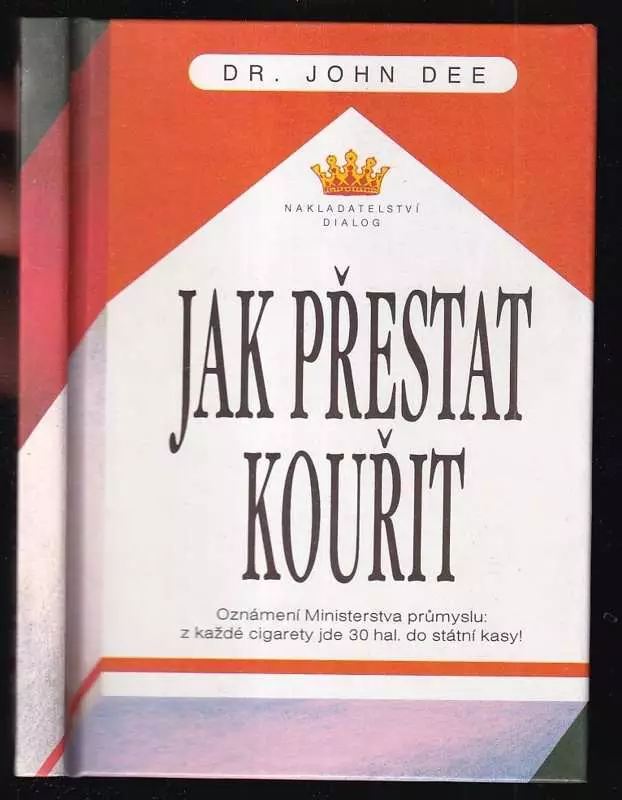 DR. JOHN DEE
NAKLADATELSTVÍ
DIALOG
JAK PŘESTAT
KOUŘIT
Oznámení Ministerstva průmyslu:
z každé cigarety jde 30 hal. do státní kasy!